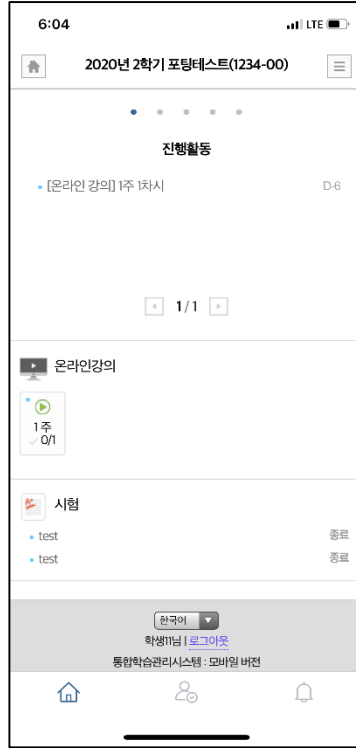 6:04 LTE
2020년 2학기 포팅테스트(1234-00)
진행활동
[온라인 강의] 1주 1차시 D-6
1/1
온라인강의
1 주
0/1
시험
test 종료
test 종료
한국어
학생11님 | 로그아웃
통합학습관리시스템 : 모바일 버전